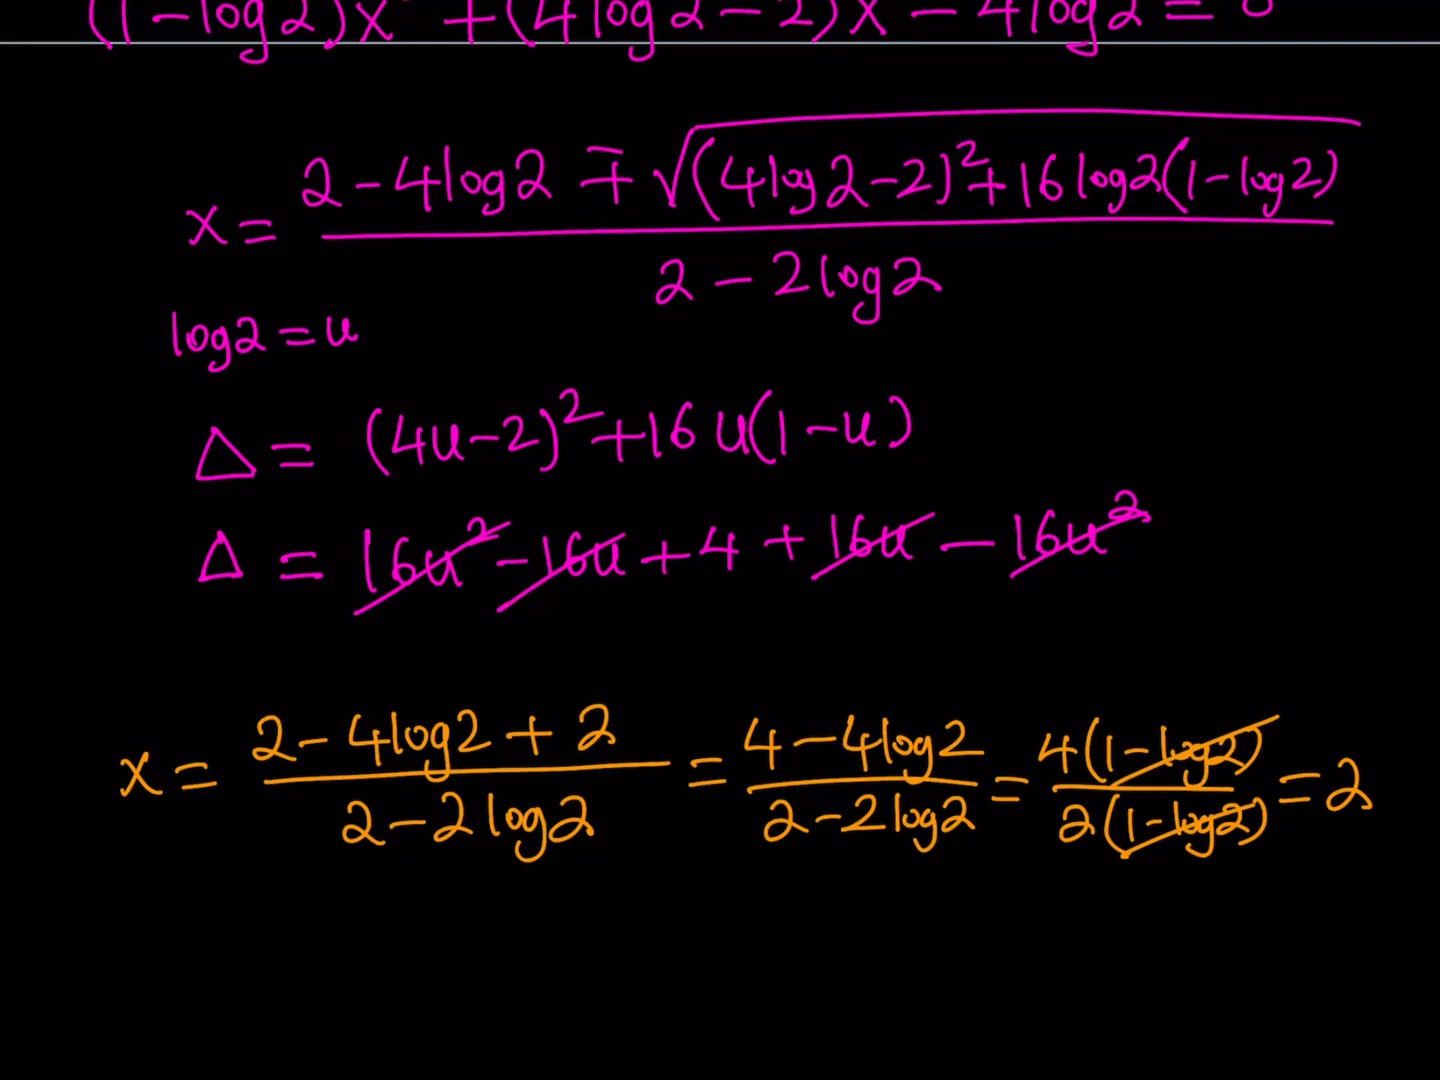 (1-log2)x² + (4log2-2)x - 4log2 = 0
x = (2-4log2 ∓ √((4log2-2)²+16log2(1-log2))) / (2-2log2)
log2 = u
Δ = (4u-2)²+16u(1-u)
Δ = 16u²-16u+4+16u-16u²
x = (2-4log2+2)/(2-2log2) = (4-4log2)/(2-2log2) = 4(1-log2)/2(1-log2) = 2